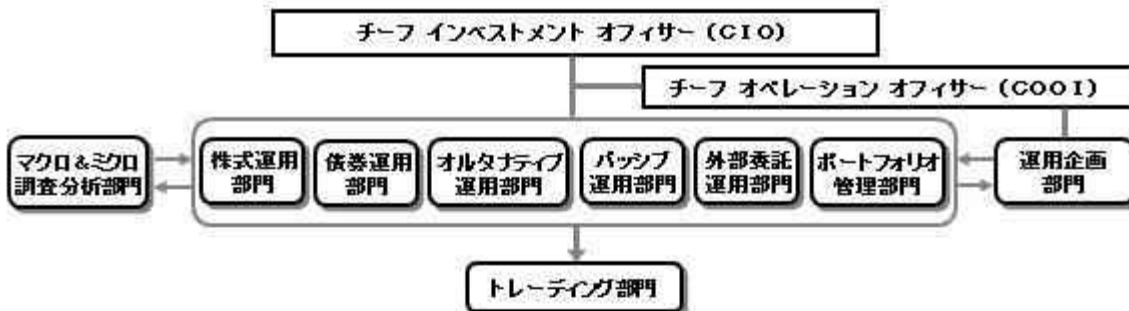 チーフ インベストメント オフィサー (CIO)
チーフ オペレーション オフィサー (COOI)
マクロ&ミクロ
調査分析部門
株式運用
部門
債券運用
部門
オルタナティブ
運用部門
パッシブ
運用部門
外部委託
運用部門
ポートフォリオ
管理部門
運用企画
部門
トレーディング部門